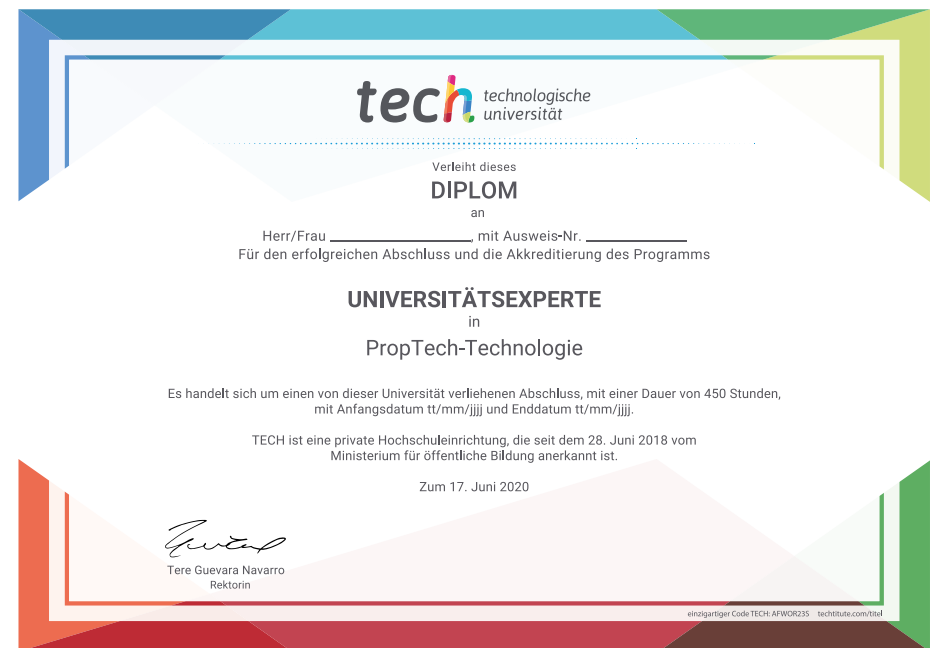 tech technologische
universität
Verleiht dieses
DIPLOM
an
Herr/Frau ____________, mit Ausweis-Nr. ____________
Für den erfolgreichen Abschluss und die Akkreditierung des Programms
UNIVERSITÄTSEXPERTE
in
PropTech-Technologie
Es handelt sich um einen von dieser Universität verliehenen Abschluss, mit einer Dauer von 450 Stunden,
mit Anfangsdatum tt/mm/jjjj und Enddatum tt/mm/jjjj.
TECH ist eine private Hochschuleinrichtung, die seit dem 28. Juni 2018 vom
Ministerium für öffentliche Bildung anerkannt ist.
Zum 17. Juni 2020
Tere Guevara Navarro
Rektorin
einzigartiger Code TECH: AFWOR23S techtitute.com/titel